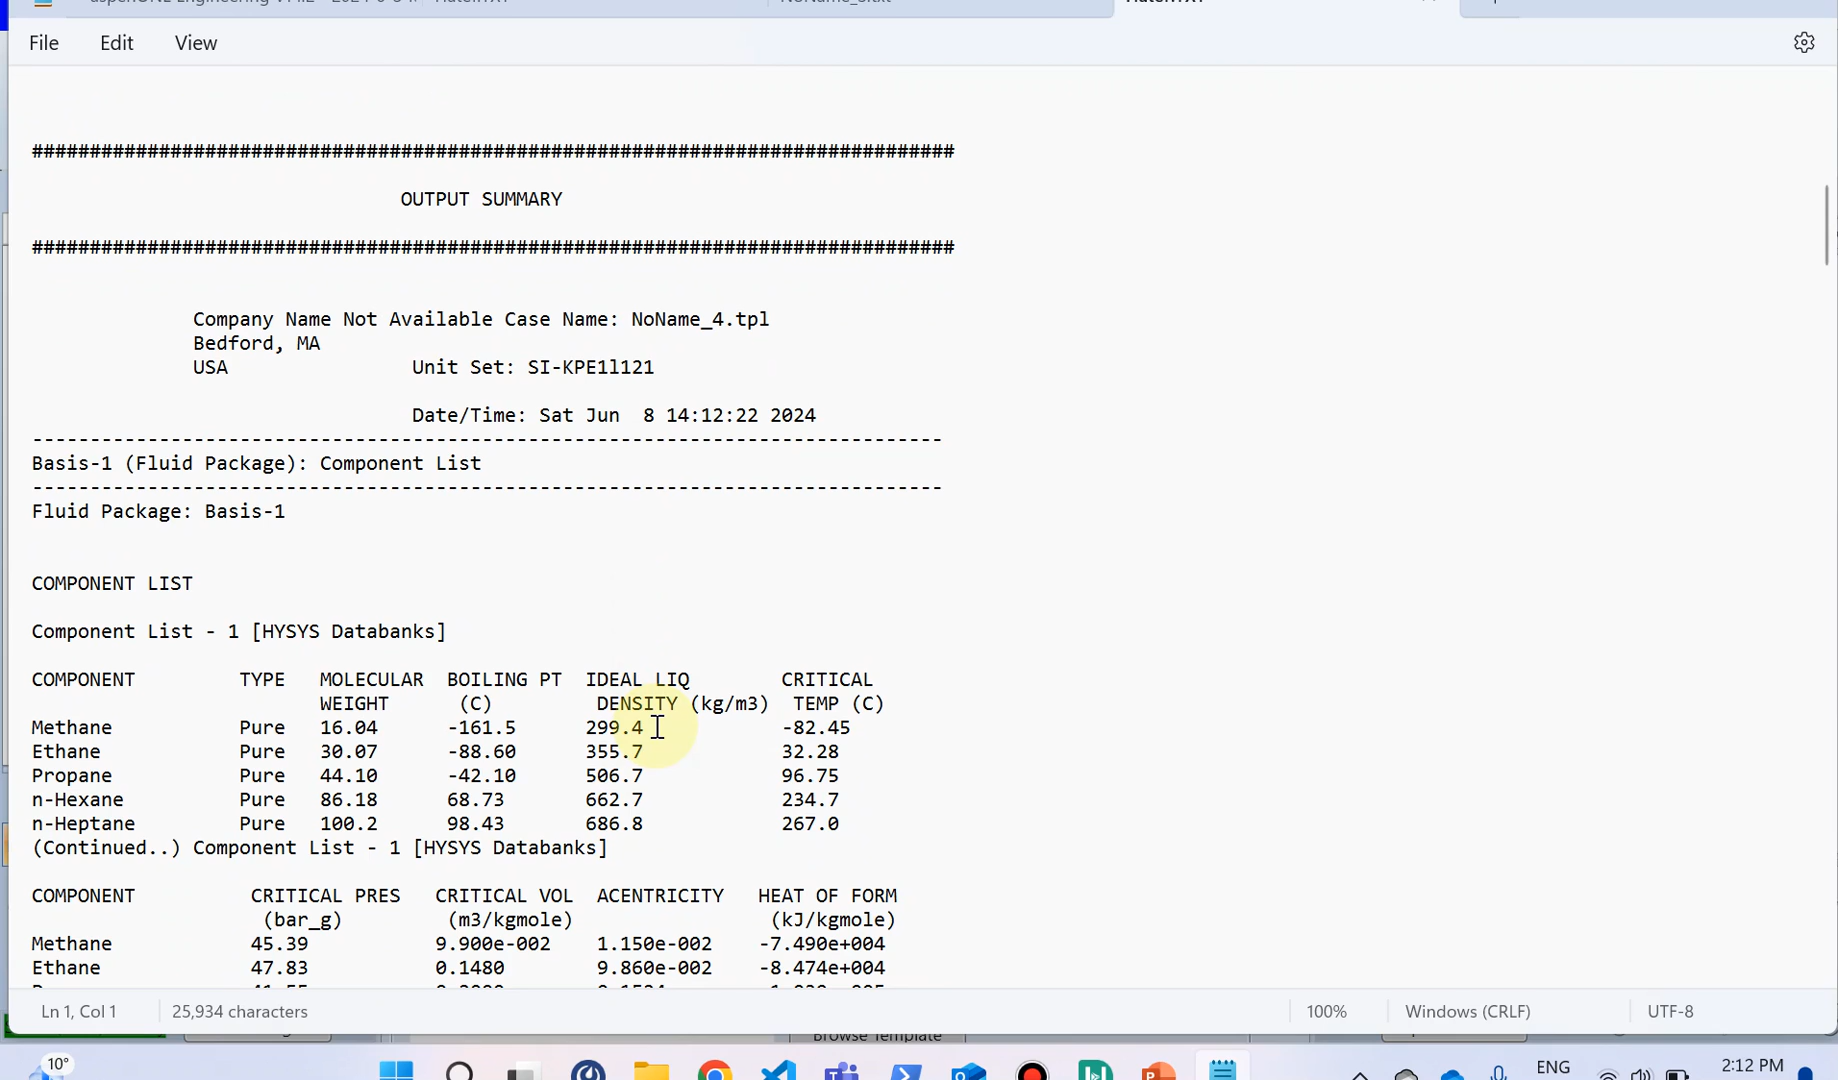 File Edit View
################################################################################
OUTPUT SUMMARY
################################################################################
Company Name Not Available Case Name: NoName_4.tpl
Bedford, MA
USA Unit Set: SI-KPE1l121
Date/Time: Sat Jun 8 14:12:22 2024
-------------------------------------------------------------------------------
Basis-1 (Fluid Package): Component List
-------------------------------------------------------------------------------
Fluid Package: Basis-1
COMPONENT LIST
Component List - 1 [HYSYS Databanks]
COMPONENT TYPE MOLECULAR BOILING PT IDEAL LIQ CRITICAL
WEIGHT (C) DENSITY (kg/m3) TEMP (C)
Methane Pure 16.04 -161.5 299.4 -82.45
Ethane Pure 30.07 -88.60 355.7 32.28
Propane Pure 44.10 -42.10 506.7 96.75
n-Hexane Pure 86.18 68.73 662.7 234.7
n-Heptane Pure 100.2 98.43 686.8 267.0
(Continued..) Component List - 1 [HYSYS Databanks]
COMPONENT CRITICAL PRES CRITICAL VOL ACENTRICITY HEAT OF FORM
(bar_g) (m3/kgmole) (kJ/kgmole)
Methane 45.39 9.900e-002 1.150e-002 -7.490e+004
Ethane 47.83 0.1480 9.860e-002 -8.474e+004
Ln 1, Col 1 25,934 characters 100% Windows (CRLF) UTF-8
Browse Template
10° ENG 2:12 PM